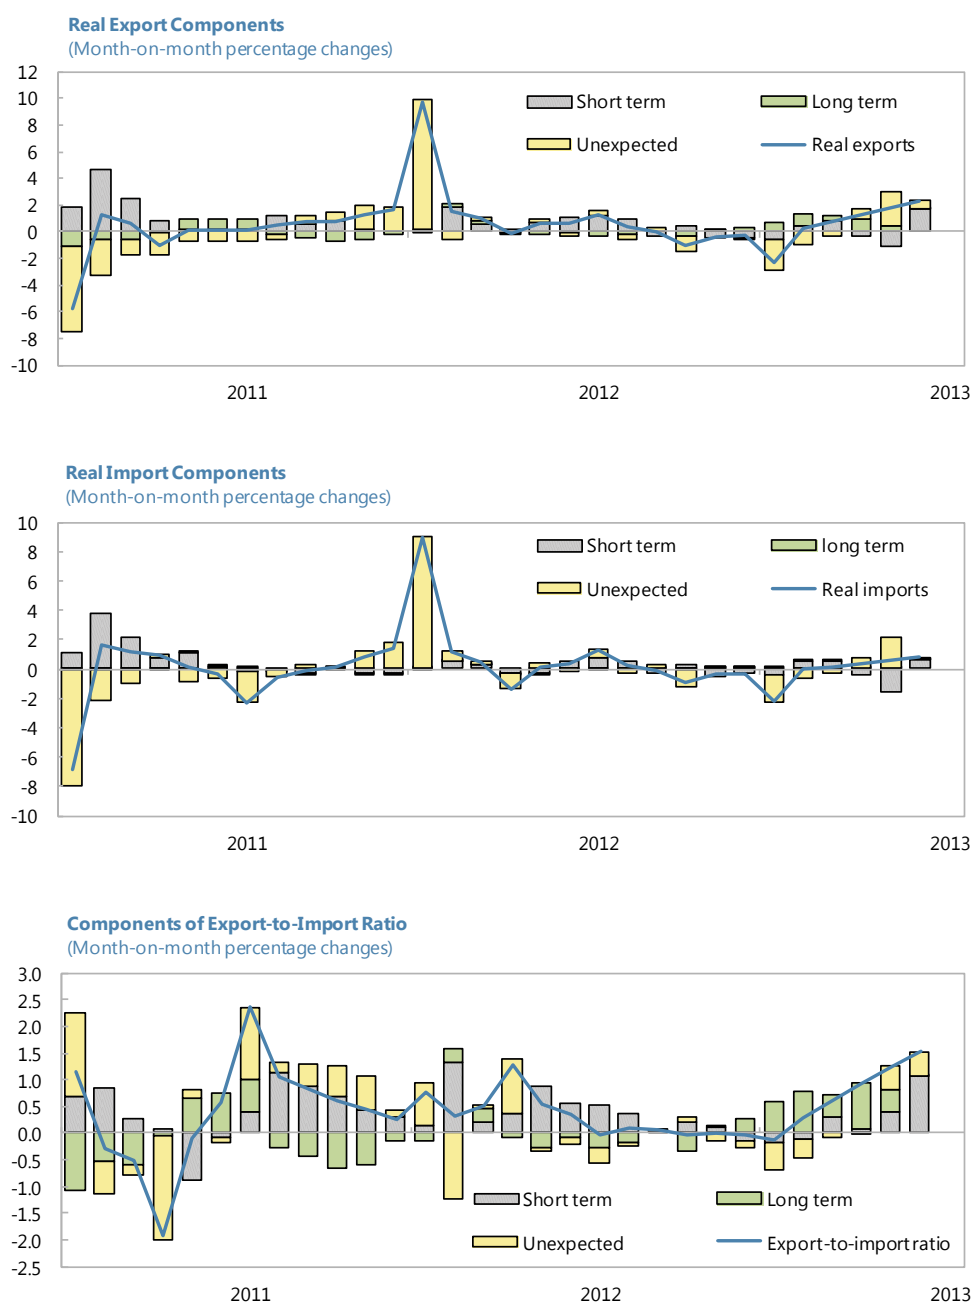 Real Export Components
(Month-on-month percentage changes)
12
10
8
6
4
2
0
-2
-4
-6
-8
-10
Short term
Long term
Unexpected
Real exports
2011
2012
2013
Real Import Components
(Month-on-month percentage changes)
10
8
6
4
2
0
-2
-4
-6
-8
-10
Short term
long term
Unexpected
Real imports
2011
2012
2013
Components of Export-to-Import Ratio
(Month-on-month percentage changes)
3.0
2.5
2.0
1.5
1.0
0.5
0.0
-0.5
-1.0
-1.5
-2.0
-2.5
Short term
Long term
Unexpected
Export-to-import ratio
2011
2012
2013